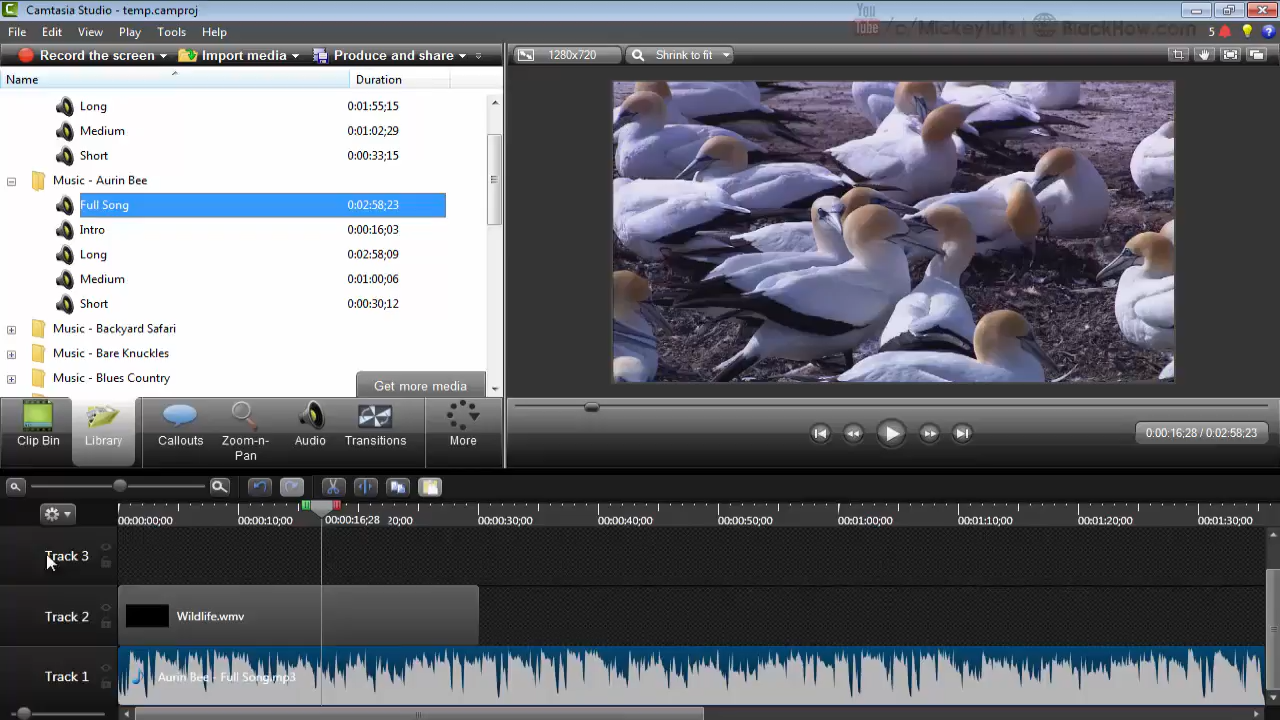 Camtasia Studio - temp.camproj
You Tube /c/Mickeyluis | BlackHow.com
File Edit View Play Tools Help
5
Record the screen Import media Produce and share
1280x720 Shrink to fit
Name Duration
Long 0:01:55;15
Medium 0:01:02;29
Short 0:00:33;15
Music - Aurin Bee
Full Song 0:02:58;23
Intro 0:00:16;03
Long 0:02:58;09
Medium 0:01:00;06
Short 0:00:30;12
Music - Backyard Safari
Music - Bare Knuckles
Music - Blues Country
Get more media
Clip Bin Library Callouts Zoom-n-Pan Audio Transitions More
0:00:16;28 / 0:02:58;23
00:00:00;00 00:00:10;00 00:00:16;28 20;00 00:00:30;00 00:00:40;00 00:00:50;00 00:01:00;00 00:01:10;00 00:01:20;00 00:01:30;00
Track 3
Track 2 Wildlife.wmv
Track 1 Aurin Bee - Full Song.mp3